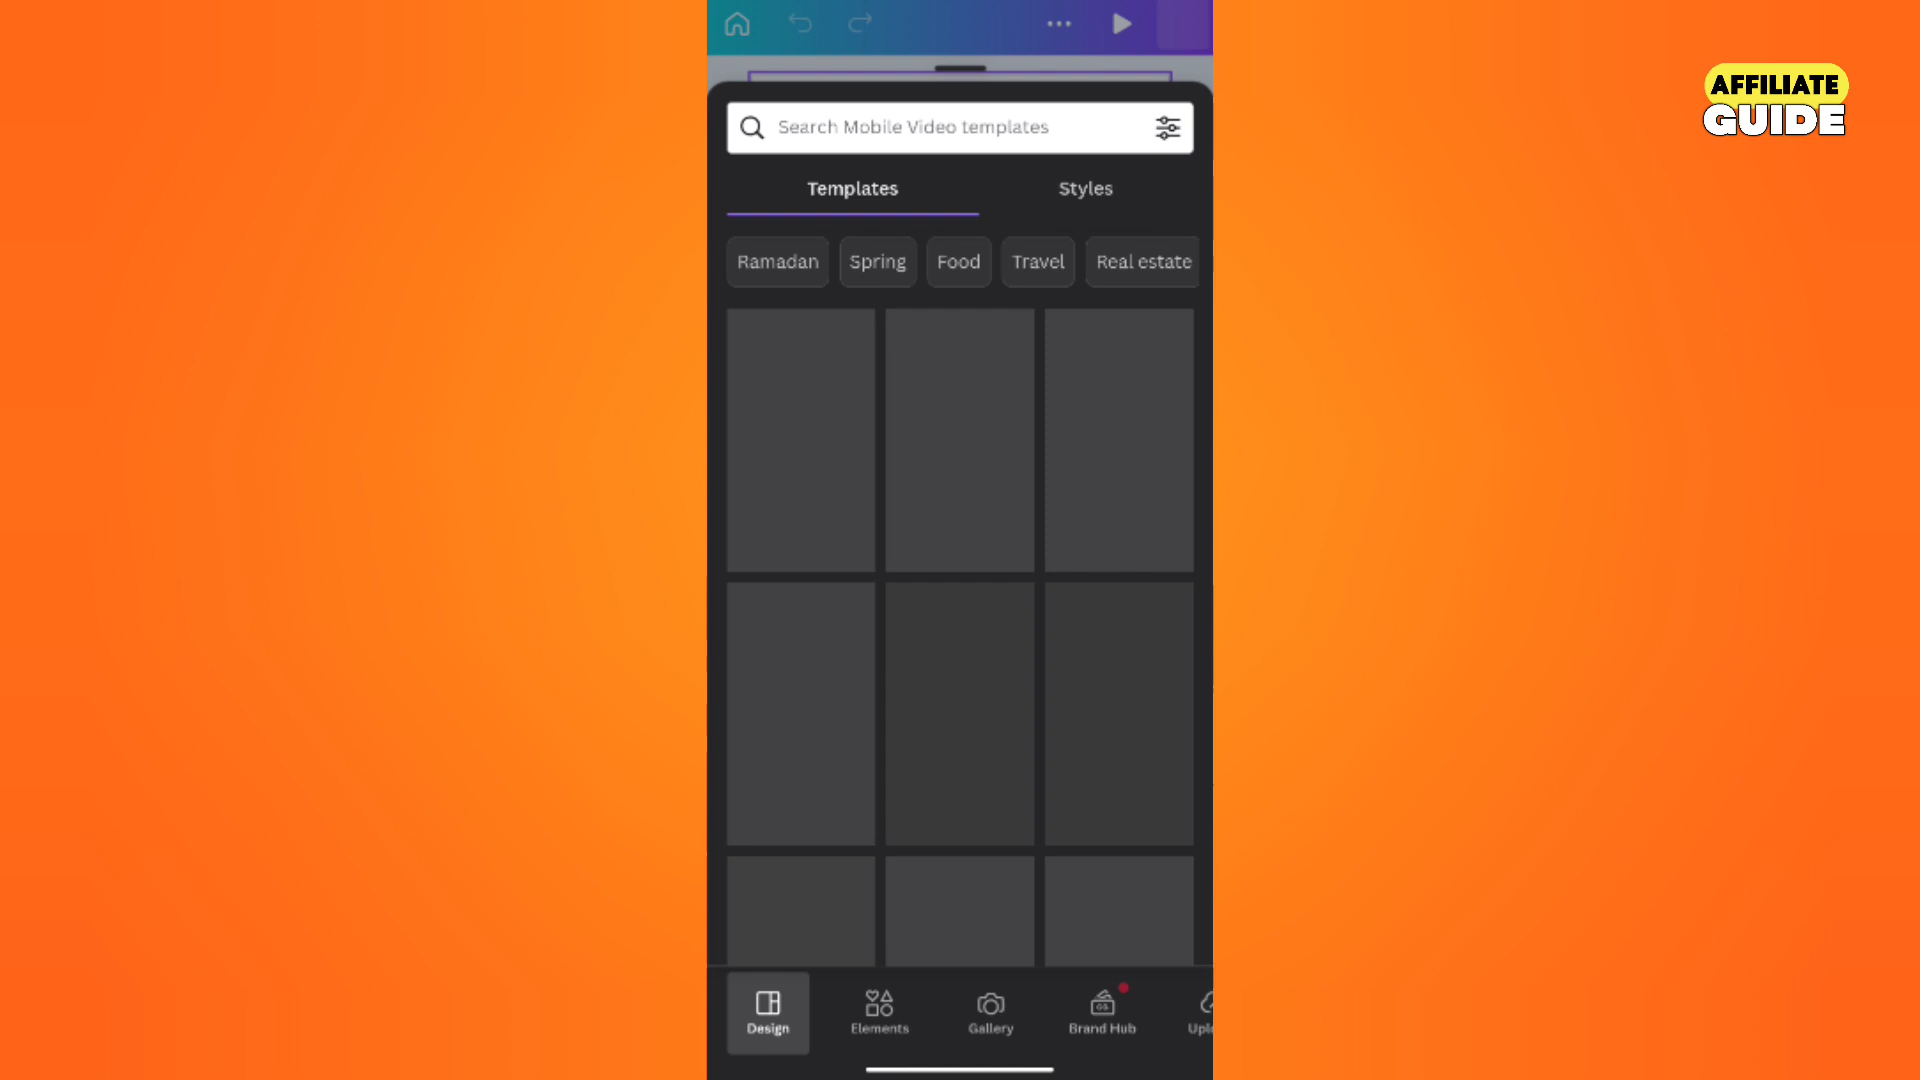 AFFILIATE
GUIDE
Search Mobile Video templates
Templates Styles
Ramadan Spring Food Travel Real estate
Design Elements Gallery Brand Hub Uplo